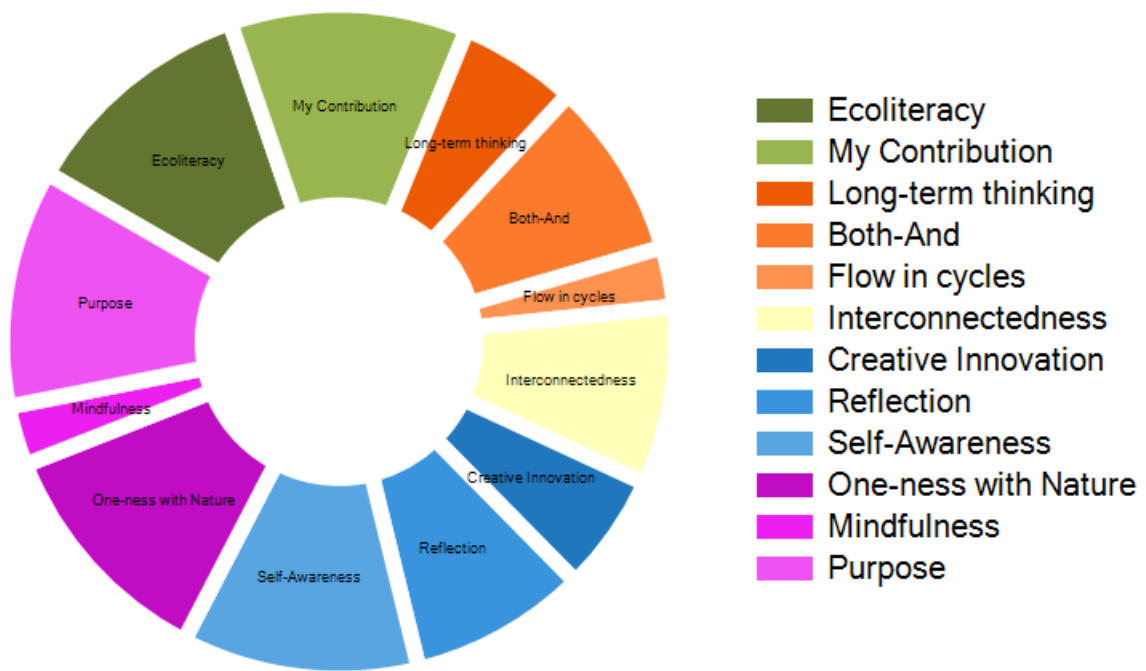 My Contribution
Long-term thinking
Ecoliteracy
Both-And
Purpose
Flow in cycles
Interconnectedness
Mindfulness
Creative Innovation
One-ness with Nature
Reflection
Self-Awareness
Ecoliteracy
My Contribution
Long-term thinking
Both-And
Flow in cycles
Interconnectedness
Creative Innovation
Reflection
Self-Awareness
One-ness with Nature
Mindfulness
Purpose